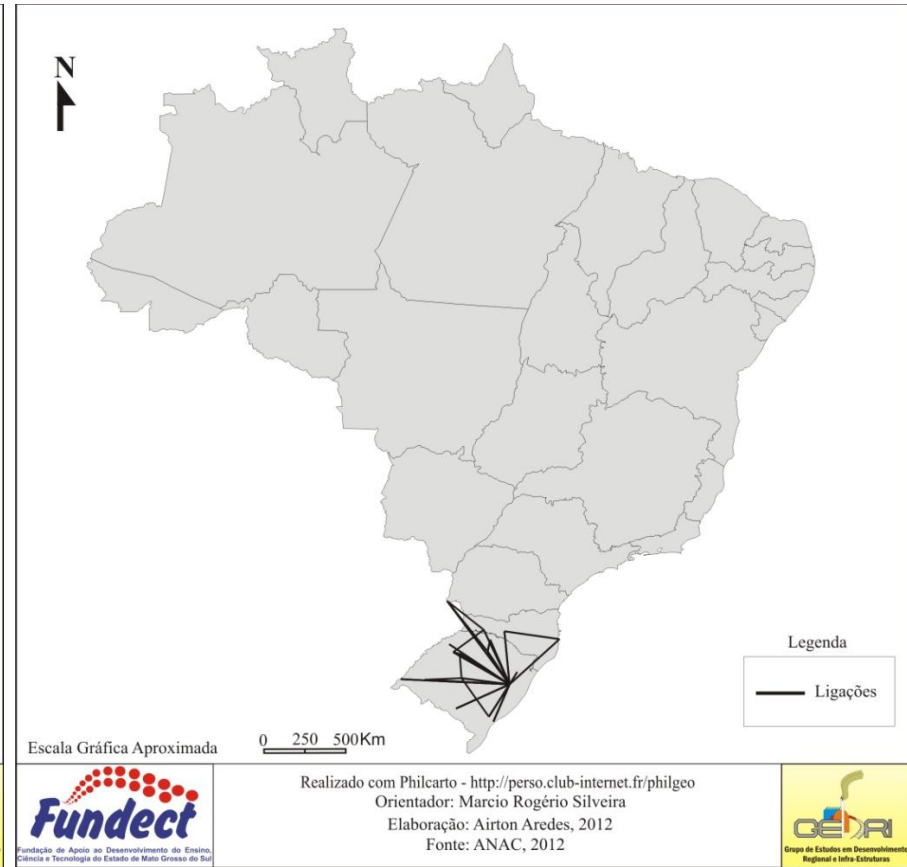 N
Legenda
Ligações
Escala Gráfica Aproximada
0 250 500Km
Fundect
Fundação de Apoio ao Desenvolvimento do Ensino,
Ciência e Tecnologia do Estado de Mato Grosso do Sul
Realizado com Philcarto - http://perso.club-internet.fr/philgeo
Orientador: Marcio Rogério Silveira
Elaboração: Airton Aredes, 2012
Fonte: ANAC, 2012
GEDRI
Grupo de Estudos em Desenvolvimento
Regional e Infra-Estruturas